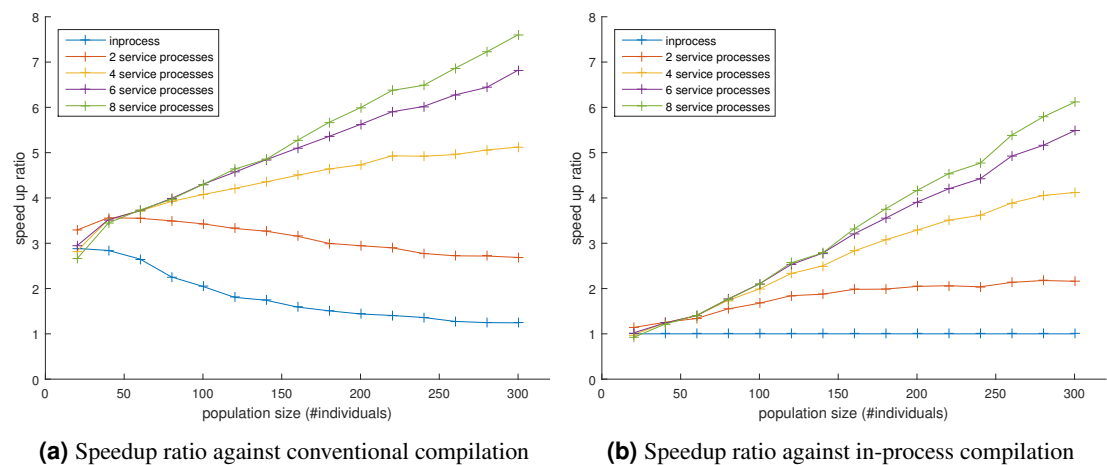 8
7
6
5
4
3
2
1
0
speed up ratio
inprocess
2 service processes
4 service processes
6 service processes
8 service processes
0 50 100 150 200 250 300
population size (#individuals)
(a) Speedup ratio against conventional compilation
8
7
6
5
4
3
2
1
0
speed up ratio
inprocess
2 service processes
4 service processes
6 service processes
8 service processes
0 50 100 150 200 250 300
population size (#individuals)
(b) Speedup ratio against in-process compilation